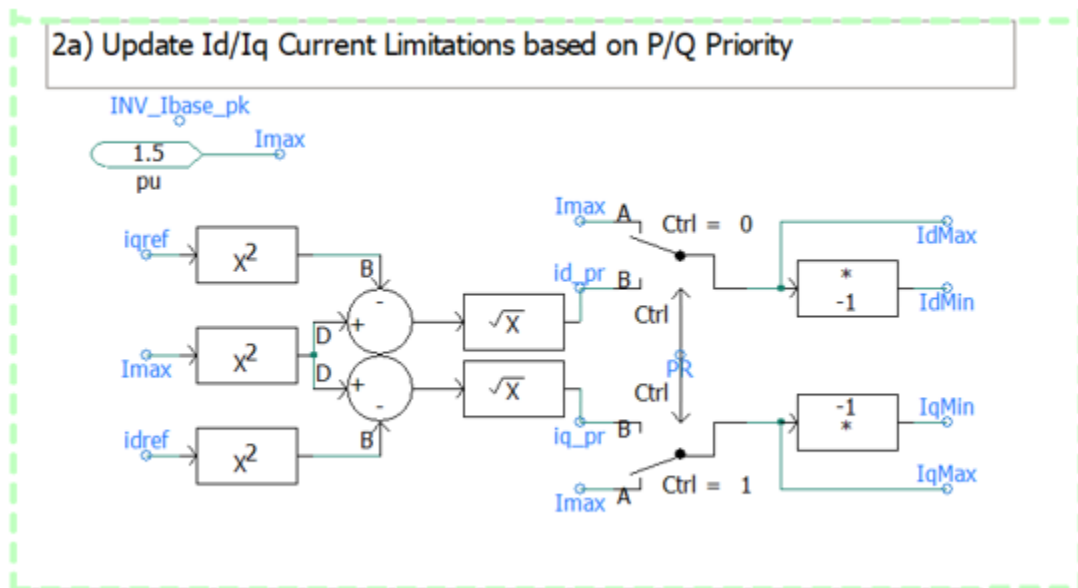 2a) Update Id/Iq Current Limitations based on P/Q Priority
INV_Ibase_pk
Imax
1.5
pu
Imax A Ctrl = 0
IdMax
iqref
X2
B
-
id_pr B
*
-1
IdMin
D
+
√X
Ctrl
Imax
X2
PR
D
+
√X
Ctrl
-
-1
*
IqMin
idref
X2
B
iq_pr B
IqMax
Imax A Ctrl = 1